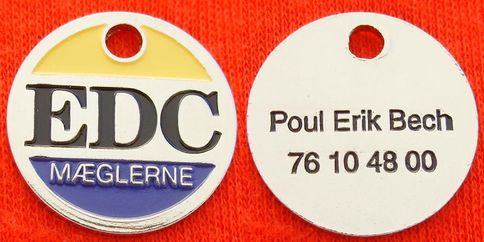 EDC
MÆGLERNE
Poul Erik Bech
76 10 48 00